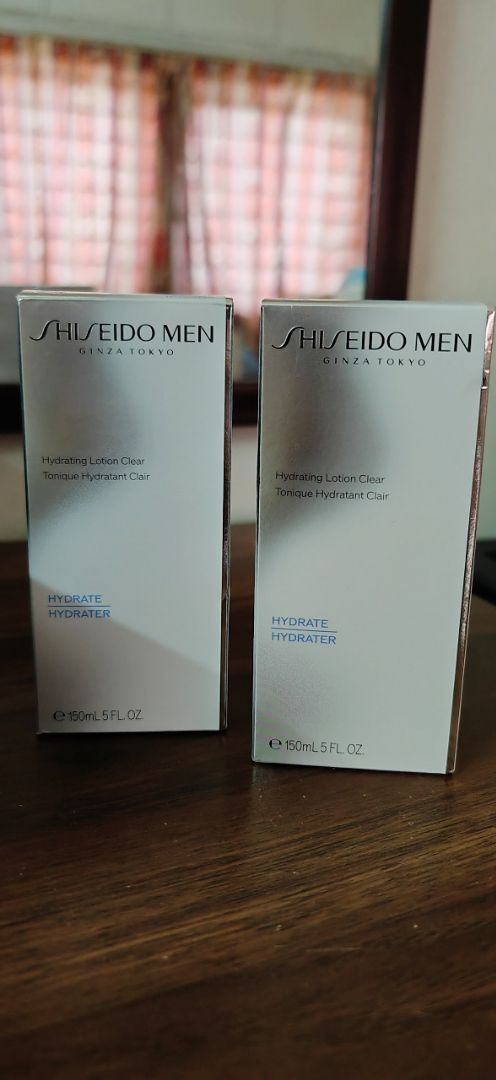 SHISEIDO MEN
GINZA TOKYO
Hydrating Lotion Clear
Tonique Hydratant Clair
HYDRATE
HYDRATER
℮ 150mL 5 FL. OZ.
SHISEIDO MEN
GINZA TOKYO
Hydrating Lotion Clear
Tonique Hydratant Clair
HYDRATE
HYDRATER
℮ 150mL 5 FL. OZ.